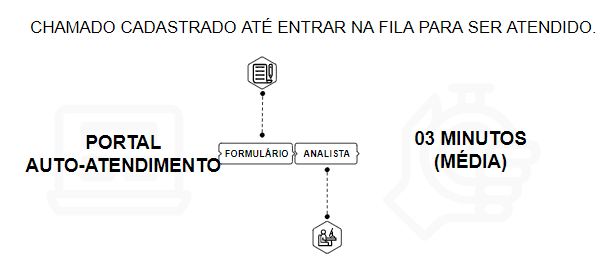 CHAMADO CADASTRADO ATÉ ENTRAR NA FILA PARA SER ATENDIDO.
PORTAL
AUTO-ATENDIMENTO
FORMULÁRIO
ANALISTA
03 MINUTOS
(MÉDIA)